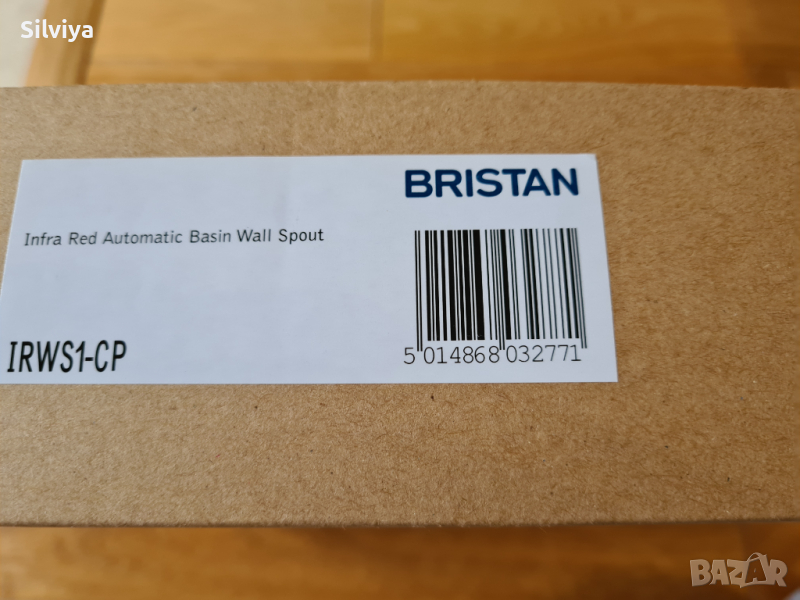 Silviya
BRISTAN
Infra Red Automatic Basin Wall Spout
IRWS1-CP
5 014868 032771
BAZAR